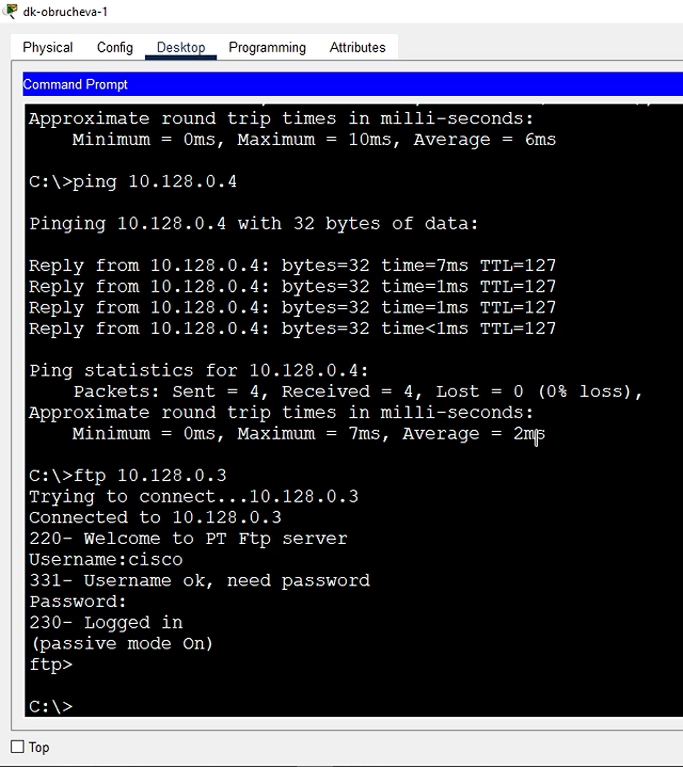 dk-obrucheva-1
Physical Config Desktop Programming Attributes
Command Prompt
Approximate round trip times in milli-seconds:
Minimum = 0ms, Maximum = 10ms, Average = 6ms
C:\>ping 10.128.0.4
Pinging 10.128.0.4 with 32 bytes of data:
Reply from 10.128.0.4: bytes=32 time=7ms TTL=127
Reply from 10.128.0.4: bytes=32 time=1ms TTL=127
Reply from 10.128.0.4: bytes=32 time=1ms TTL=127
Reply from 10.128.0.4: bytes=32 time<1ms TTL=127
Ping statistics for 10.128.0.4:
Packets: Sent = 4, Received = 4, Lost = 0 (0% loss),
Approximate round trip times in milli-seconds:
Minimum = 0ms, Maximum = 7ms, Average = 2ms
C:\>ftp 10.128.0.3
Trying to connect...10.128.0.3
Connected to 10.128.0.3
220- Welcome to PT Ftp server
Username:cisco
331- Username ok, need password
Password:
230- Logged in
(passive mode On)
ftp>
C:\>
Top